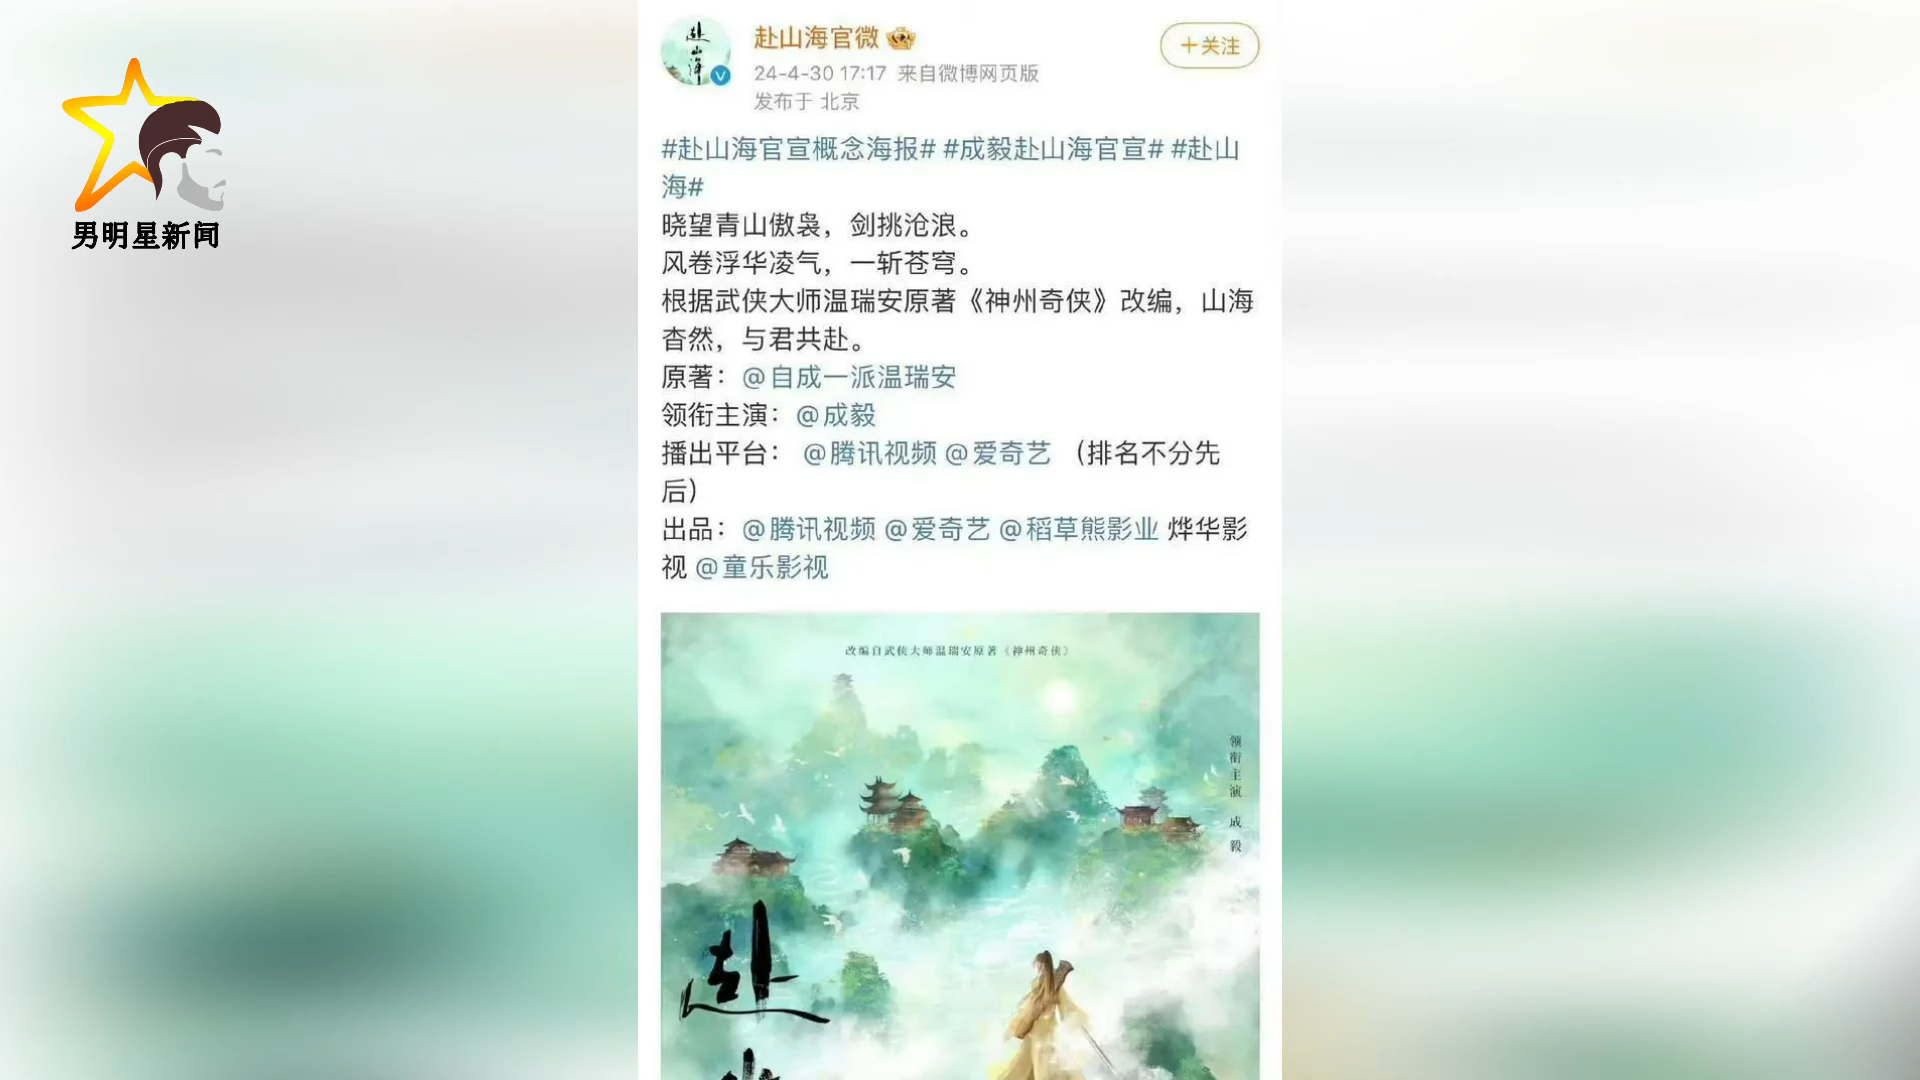 男明星新闻
赴山海
赴山海官微
+关注
24-4-30 17:17 来自微博网页版
发布于 北京
#赴山海官宣概念海报# #成毅赴山海官宣# #赴山
海#
晓望青山傲袅，剑挑沧浪。
风卷浮华凌气，一斩苍穹。
根据武侠大师温瑞安原著《神州奇侠》改编，山海
杳然，与君共赴。
原著：@自成一派温瑞安
领衔主演：@成毅
播出平台： @腾讯视频 @爱奇艺 （排名不分先
后）
出品：@腾讯视频 @爱奇艺 @稻草熊影业 烨华影
视 @童乐影视
改编自武侠大师温瑞安原著《神州奇侠》
领衔主演 成毅
赴